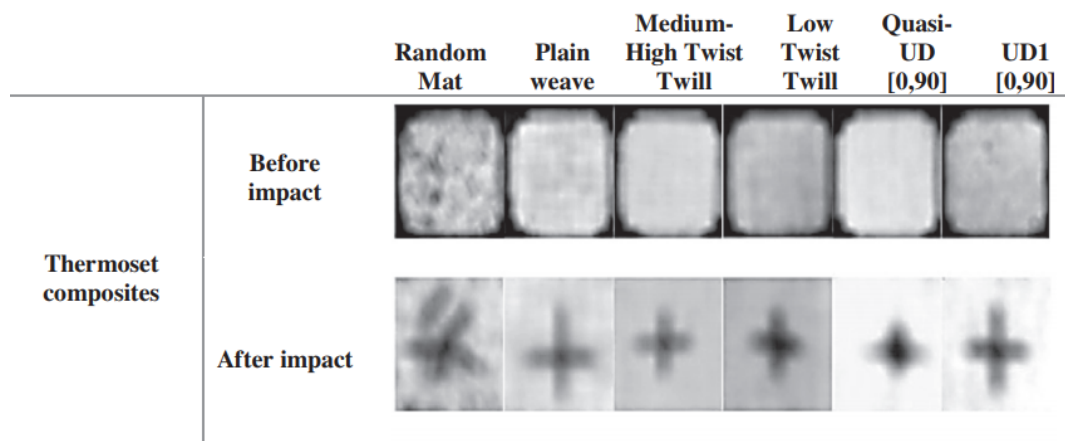 Random Mat
Plain weave
Medium-High Twist Twill
Low Twist Twill
Quasi-UD [0,90]
UD1 [0,90]
Thermoset composites
Before impact
After impact